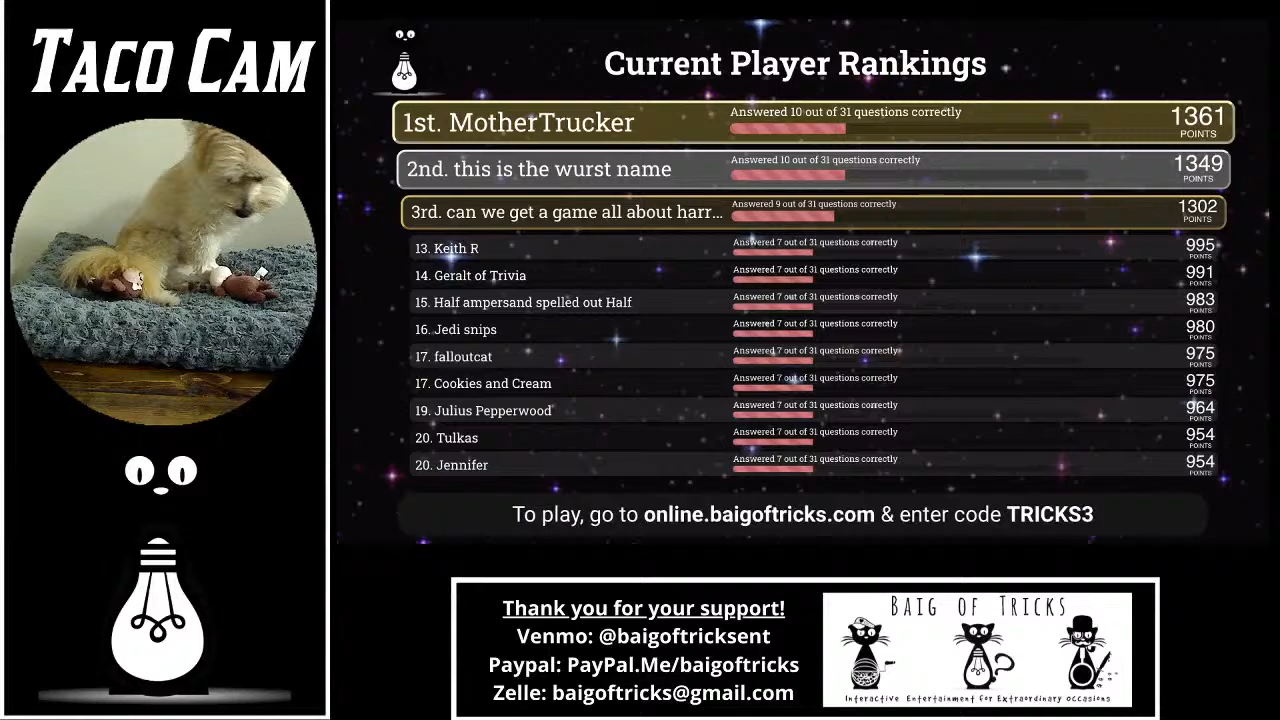 TACO CAM
Current Player Rankings
1st. MotherTrucker Answered 10 out of 31 questions correctly 1361 POINTS
2nd. this is the wurst name Answered 10 out of 31 questions correctly 1349 POINTS
3rd. can we get a game all about harr... Answered 9 out of 31 questions correctly 1302 POINTS
13. Keith R Answered 7 out of 31 questions correctly 995 POINTS
14. Geralt of Trivia Answered 7 out of 31 questions correctly 991 POINTS
15. Half ampersand spelled out Half Answered 7 out of 31 questions correctly 983 POINTS
16. Jedi snips Answered 7 out of 31 questions correctly 980 POINTS
17. falloutcat Answered 7 out of 31 questions correctly 975 POINTS
17. Cookies and Cream Answered 7 out of 31 questions correctly 975 POINTS
19. Julius Pepperwood Answered 7 out of 31 questions correctly 964 POINTS
20. Tulkas Answered 7 out of 31 questions correctly 954 POINTS
20. Jennifer Answered 7 out of 31 questions correctly 954 POINTS
To play, go to online.baigoftricks.com & enter code TRICKS3
Thank you for your support!
Venmo: @baigoftricksent
Paypal: PayPal.Me/baigoftricks
Zelle: baigoftricks@gmail.com
BAIG OF TRICKS
Interactive Entertainment for Extraordinary Occasions